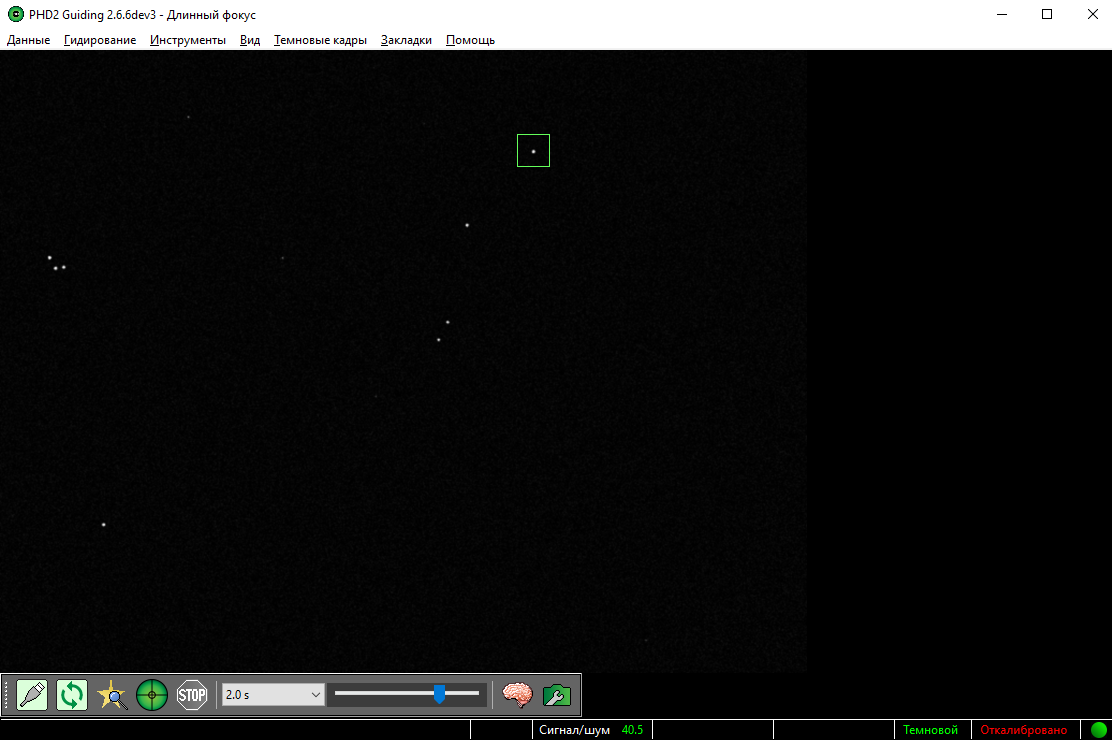 PHD2 Guiding 2.6.6dev3 - Длинный фокус
Данные Гидирование Инструменты Вид Темновые кадры Закладки Помощь
STOP 2.0 s
Сигнал/шум 40.5 Темновой Откалибровано